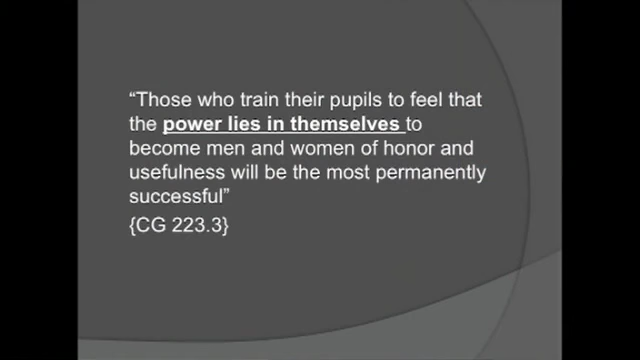 “Those who train their pupils to feel that
the power lies in themselves to
become men and women of honor and
usefulness will be the most permanently
successful”
{CG 223.3}